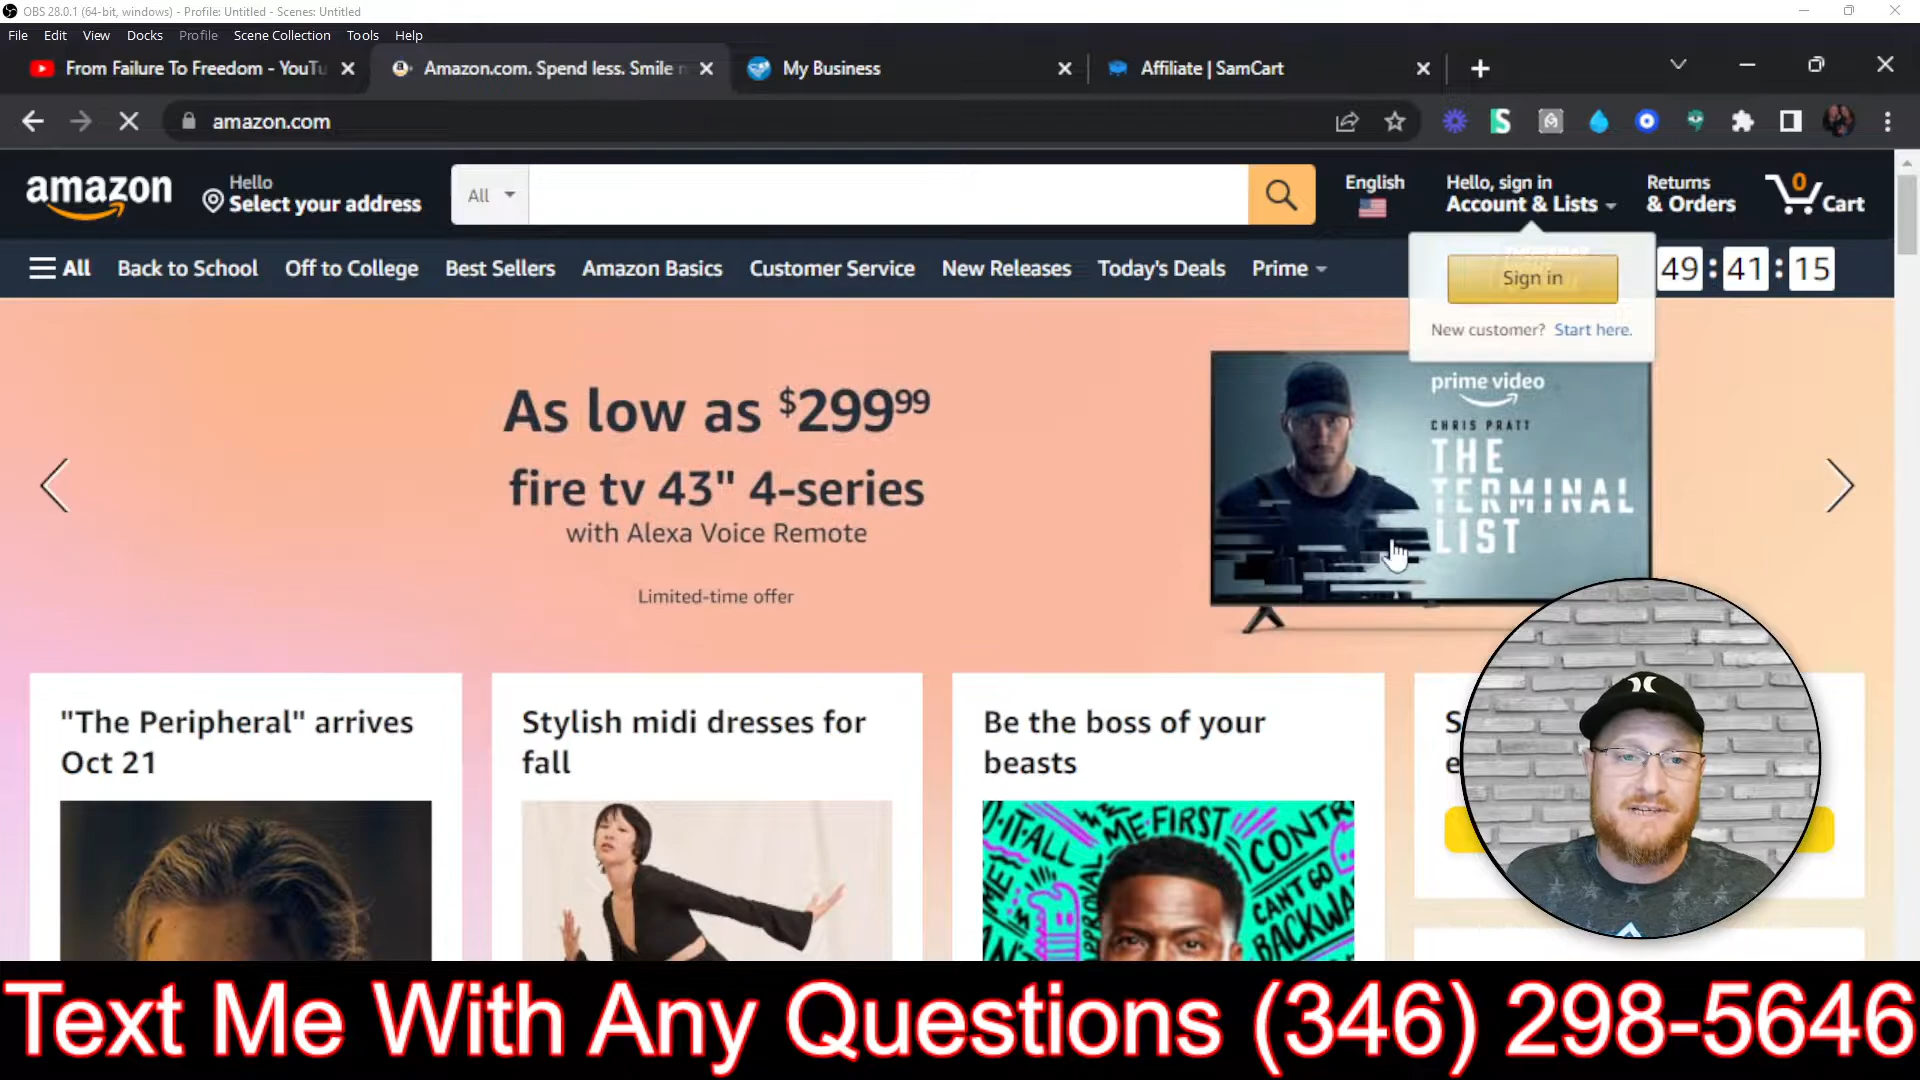 OBS 28.0.1 (64-bit, windows) - Profile: Untitled - Scenes: Untitled
File Edit View Docks Profile Scene Collection Tools Help
From Failure To Freedom - YouTu
Amazon.com. Spend less. Smile
My Business
Affiliate | SamCart
amazon.com
amazon
Hello
Select your address
All
English
Hello, sign in
Account & Lists
Returns
& Orders
0
Cart
All Back to School Off to College Best Sellers Amazon Basics Customer Service New Releases Today's Deals Prime
49 : 41 : 15
Sign in
New customer? Start here.
As low as $299⁹⁹
fire tv 43" 4-series
with Alexa Voice Remote
Limited-time offer
prime video
CHRIS PRATT
THE
TERMINAL
LIST
"The Peripheral" arrives
Oct 21
Stylish midi dresses for
fall
Be the boss of your
beasts
ME FIRST
CAN'T GO
Text Me With Any Questions (346) 298-5646